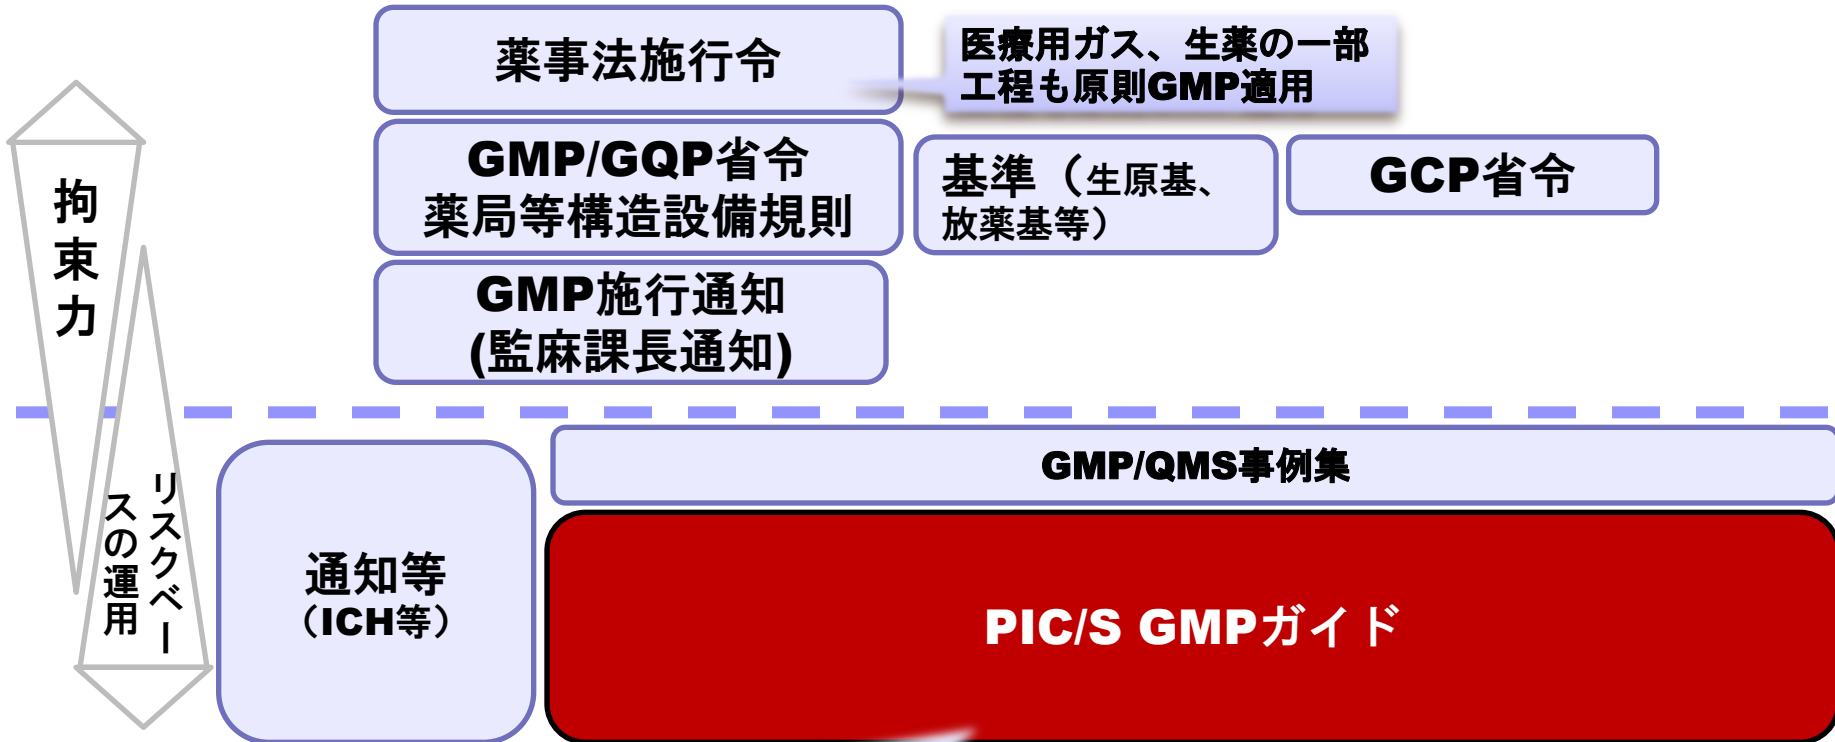 薬事法施行令
医療用ガス、生薬の一部
工程も原則GMP適用
GMP/GQP省令
薬局等構造設備規則
基準（生原基、
放薬基等）
GCP省令
拘束力
GMP施行通知
(監麻課長通知)
リスクベー
スの運用
通知等
（ICH等）
GMP/QMS事例集
PIC/S GMPガイド